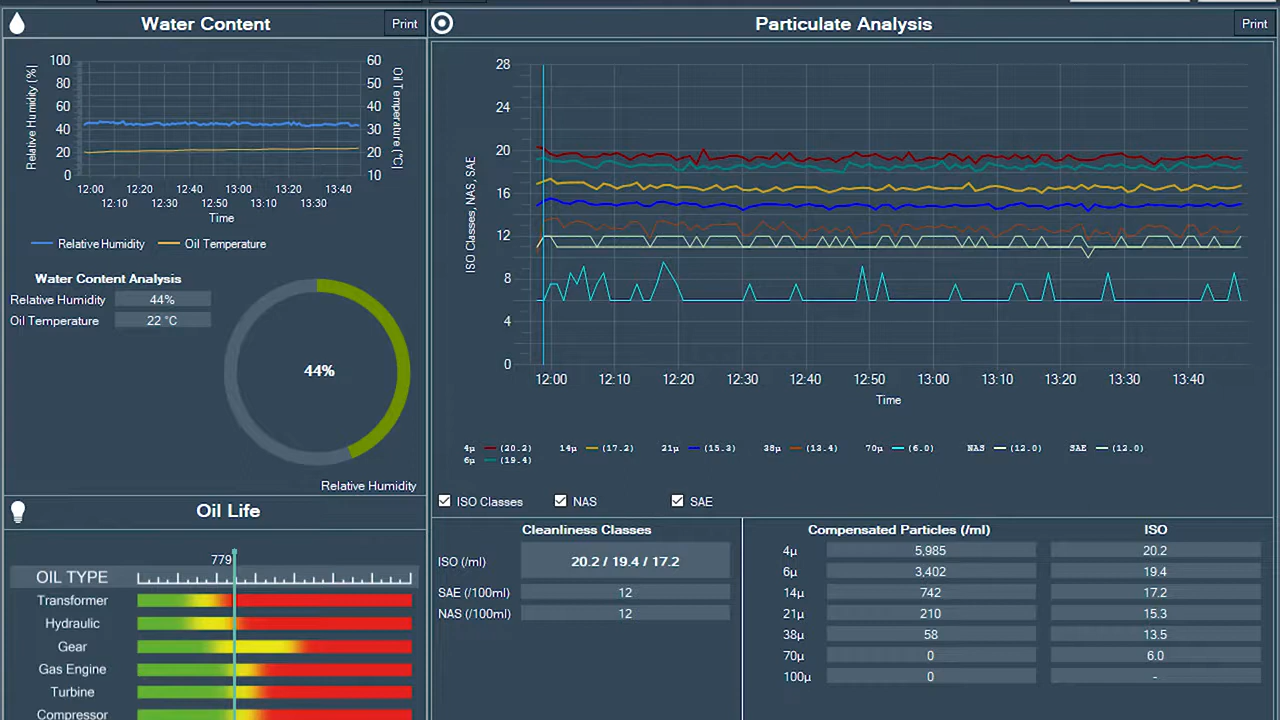 Water Content
Print
Particulate Analysis
Print
Relative Humidity (%)
100
80
60
40
20
0
60
50
40
30
20
10
Oil Temperature (°C)
12:00 12:20 12:40 13:00 13:20 13:40
12:10 12:30 12:50 13:10 13:30
Time
Relative Humidity Oil Temperature
Water Content Analysis
Relative Humidity 44%
Oil Temperature 22 °C
44%
Relative Humidity
ISO Classes, NAS, SAE
28
24
20
16
12
8
4
0
12:00 12:10 12:20 12:30 12:40 12:50 13:00 13:10 13:20 13:30 13:40
Time
4µ (20.2) 14µ (17.2) 21µ (15.3) 38µ (13.4) 70µ (6.0) NAS (12.0) SAE (12.0)
6µ (19.4)
ISO Classes NAS SAE
Oil Life
779
OIL TYPE
Transformer
Hydraulic
Gear
Gas Engine
Turbine
Compressor
Cleanliness Classes
ISO (/ml) 20.2 / 19.4 / 17.2
SAE (/100ml) 12
NAS (/100ml) 12
Compensated Particles (/ml) ISO
4µ 5,985 20.2
6µ 3,402 19.4
14µ 742 17.2
21µ 210 15.3
38µ 58 13.5
70µ 0 6.0
100µ 0 -